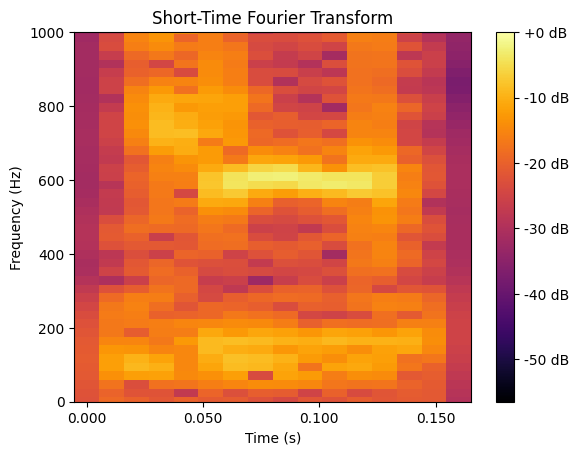 Short-Time Fourier Transform
Frequency (Hz)
1000
800
600
400
200
0
0.000
0.050
0.100
0.150
Time (s)
+0 dB
-10 dB
-20 dB
-30 dB
-40 dB
-50 dB